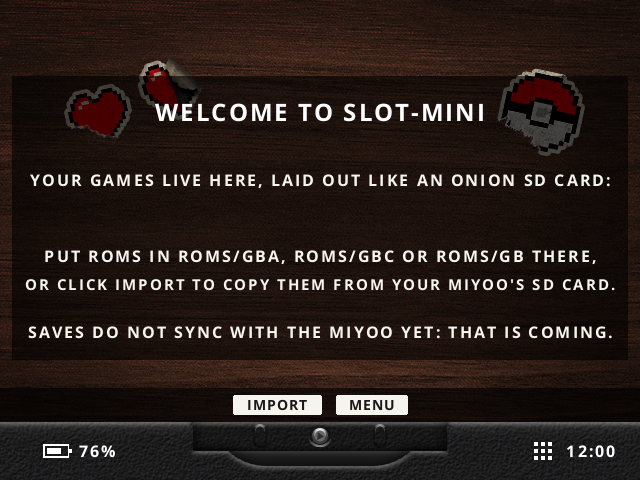 WELCOME TO SLOT-MINI
YOUR GAMES LIVE HERE, LAID OUT LIKE AN ONION SD CARD:
PUT ROMS IN ROMS/GBA, ROMS/GBC OR ROMS/GB THERE,
OR CLICK IMPORT TO COPY THEM FROM YOUR MIYOO'S SD CARD.
SAVES DO NOT SYNC WITH THE MIYOO YET: THAT IS COMING.
IMPORT MENU
76% 12:00